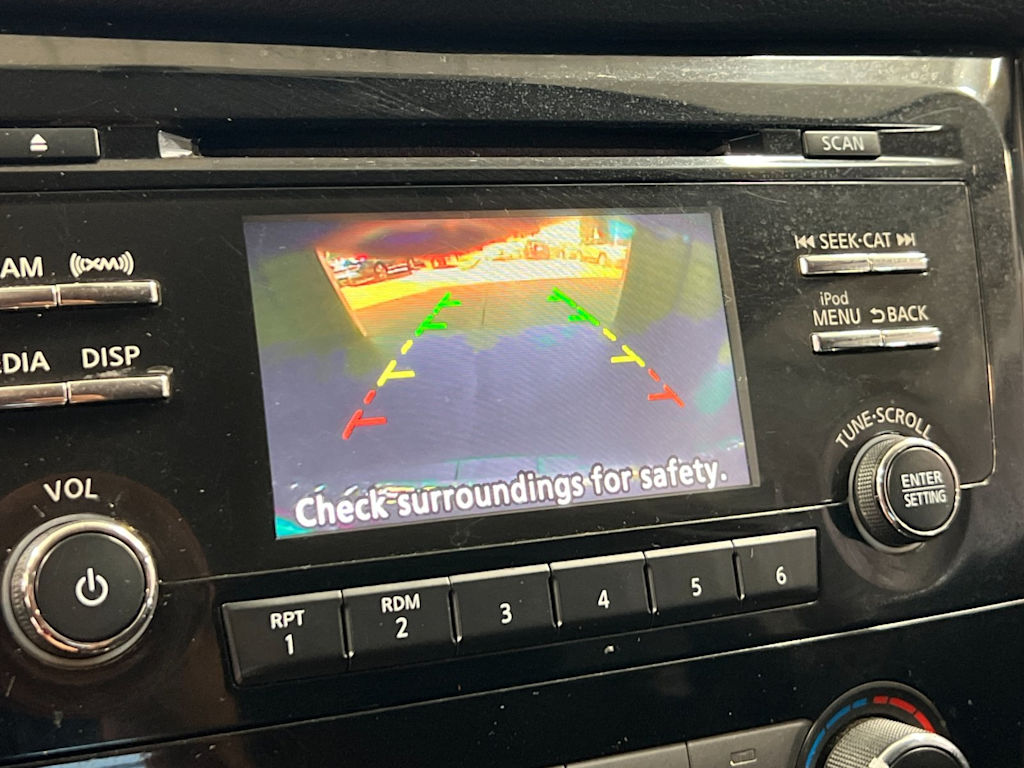 SCAN
AM
((XM))
SEEK·CAT
iPod
MENU
BACK
DISP
TUNE·SCROLL
ENTER
SETTING
VOL
Check surroundings for safety.
RPT
1
RDM
2
3
4
5
6